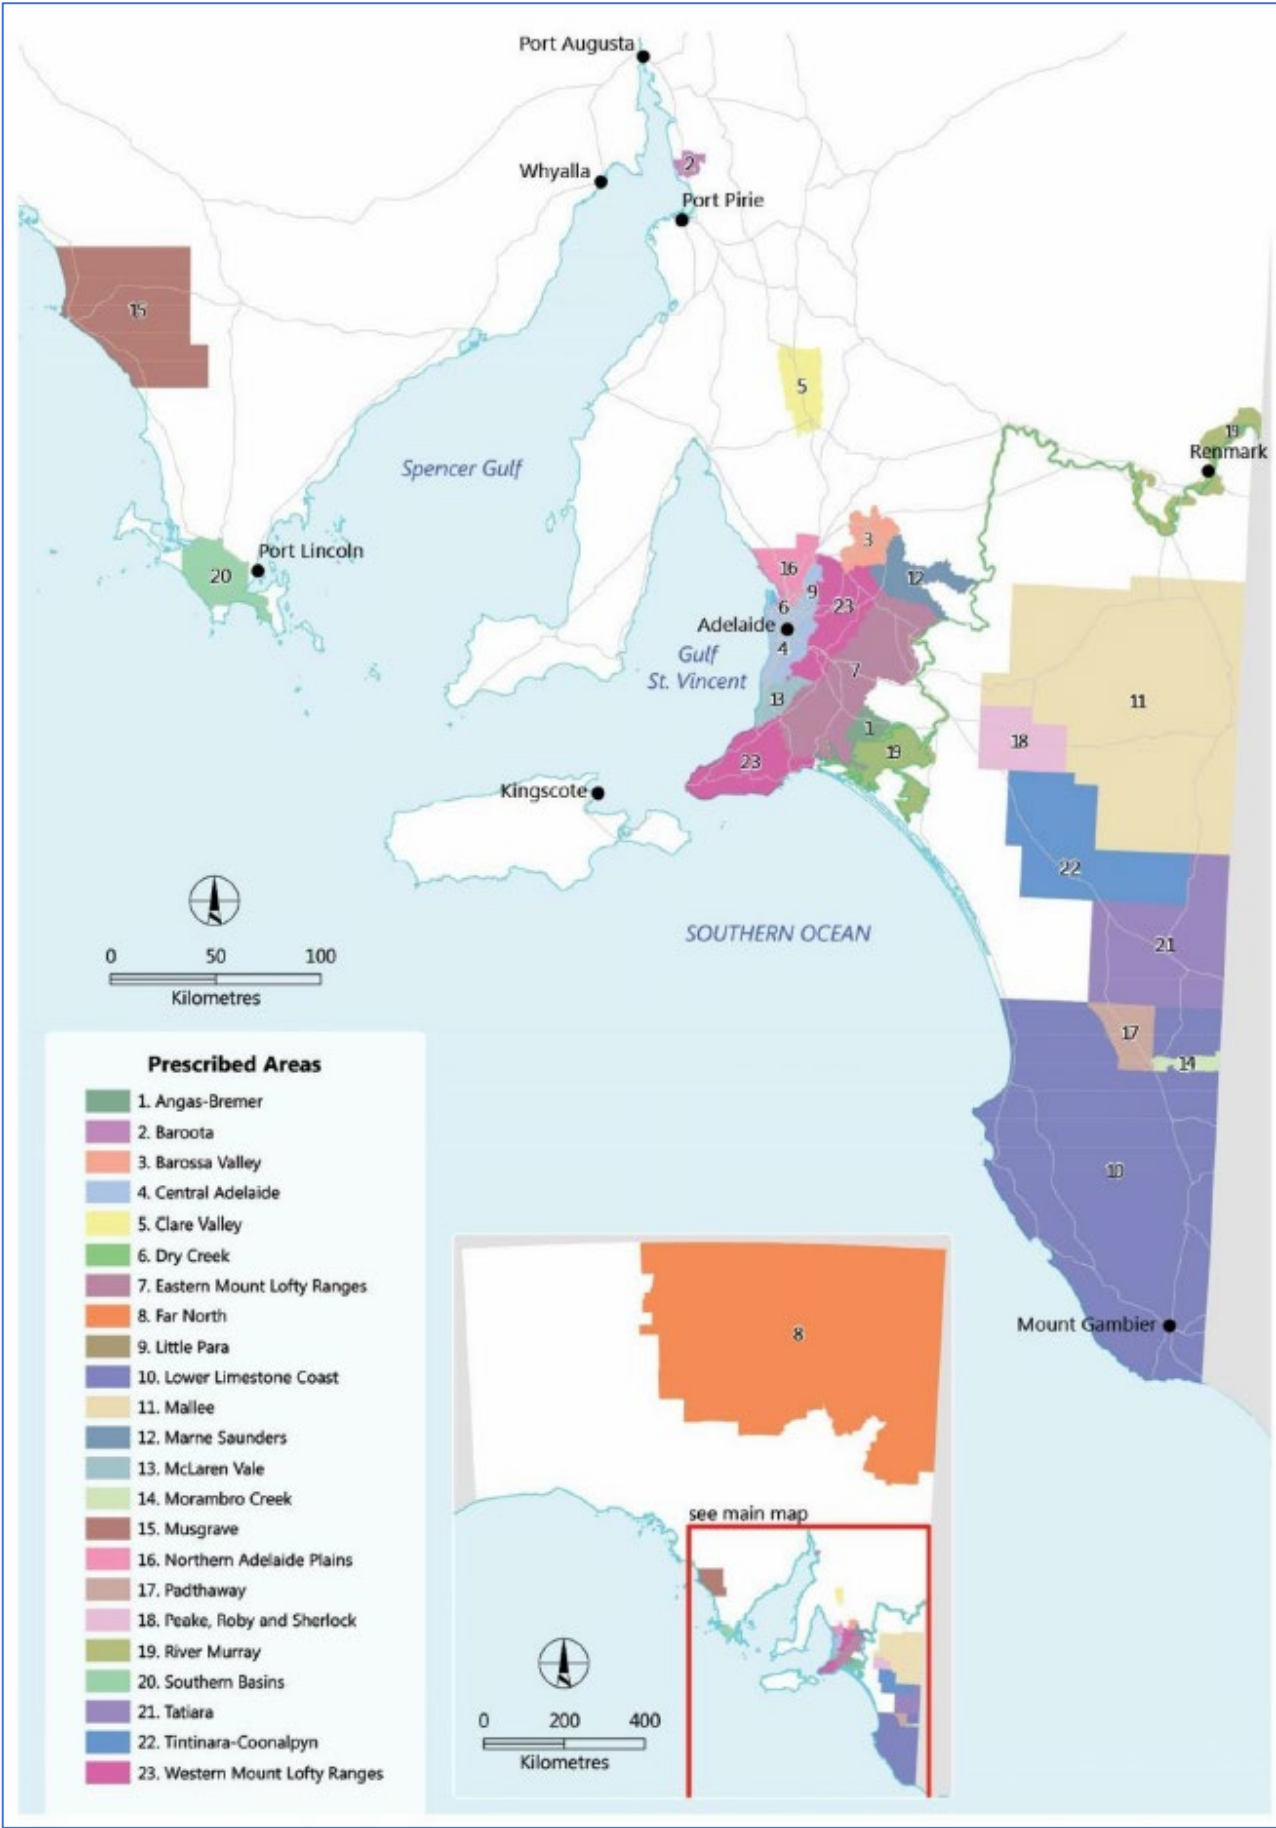 Port Augusta
2
Whyalla
Port Pirie
15
5
Spencer Gulf
19
Renmark
3
Port Lincoln
16
12
20
9
6
23
Adelaide
4
Gulf
St. Vincent
7
13
11
1
18
19
23
Kingscote
22
N
SOUTHERN OCEAN
21
0 50 100
Kilometres
17
14
Prescribed Areas
1. Angas-Bremer
2. Baroota
3. Barossa Valley
4. Central Adelaide
5. Clare Valley
6. Dry Creek
7. Eastern Mount Lofty Ranges
8. Far North
9. Little Para
10. Lower Limestone Coast
11. Mallee
12. Marne Saunders
13. McLaren Vale
14. Morambro Creek
15. Musgrave
16. Northern Adelaide Plains
17. Padthaway
18. Peake, Roby and Sherlock
19. River Murray
20. Southern Basins
21. Tatiara
22. Tintinara-Coonalpyn
23. Western Mount Lofty Ranges
10
Mount Gambier
8
see main map
N
0 200 400
Kilometres